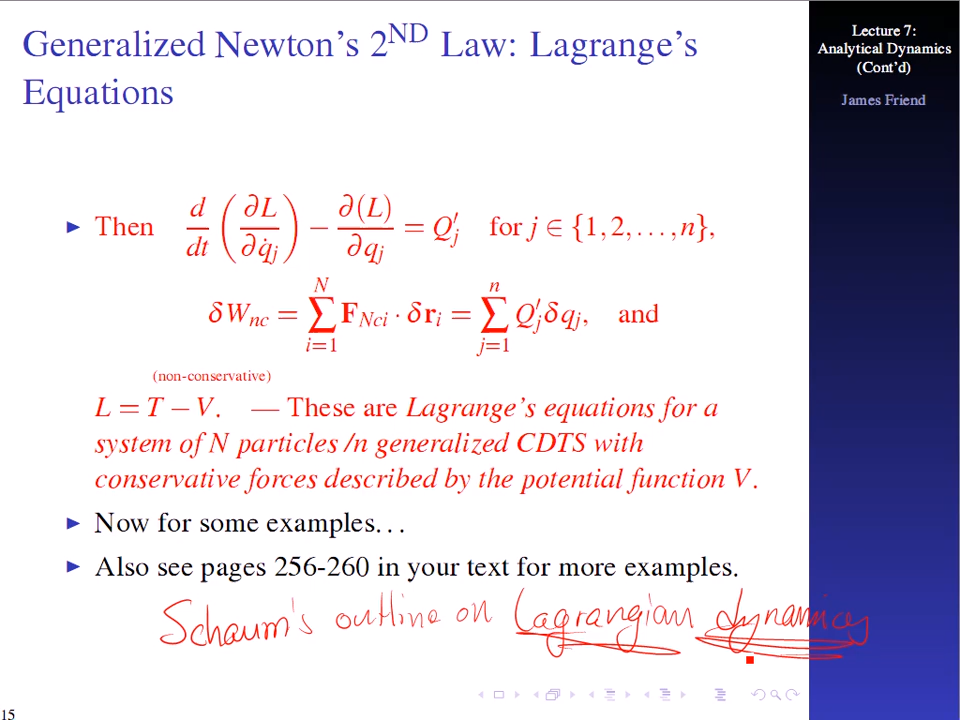 Generalized Newton's 2ND Law: Lagrange's
Equations
Lecture 7:
Analytical Dynamics
(Cont'd)
James Friend
▶ Then d/dt (∂L/∂q̇j) − ∂(L)/∂qj = Q′j for j ∈ {1, 2, . . . , n},
δWnc = ∑_{i=1}^{N} FNci · δri = ∑_{j=1}^{n} Q′jδqj, and
(non-conservative)
L = T − V. — These are Lagrange's equations for a
system of N particles /n generalized CDTS with
conservative forces described by the potential function V.
▶ Now for some examples. . .
▶ Also see pages 256-260 in your text for more examples.
Schaum's outline on Lagrangian dynamics
15